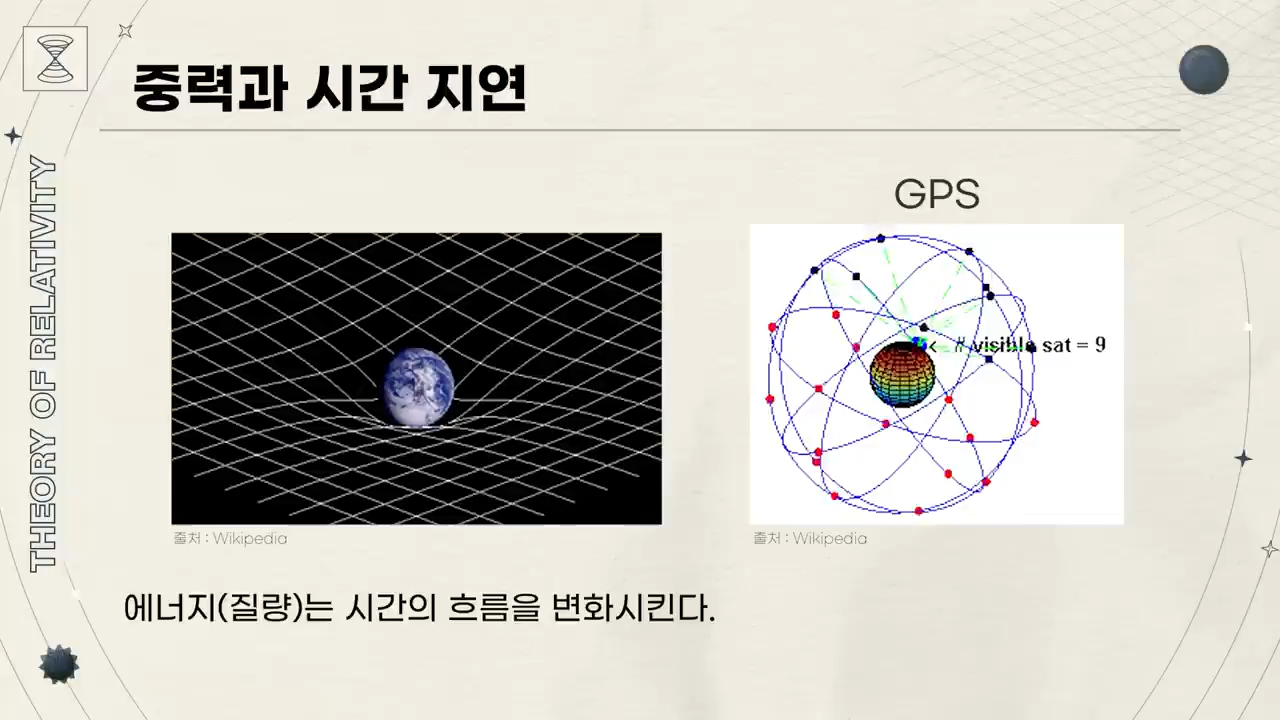 중력과 시간 지연
THEORY OF RELATIVITY
GPS
# visible sat = 9
출처 : Wikipedia
출처 : Wikipedia
에너지(질량)는 시간의 흐름을 변화시킨다.